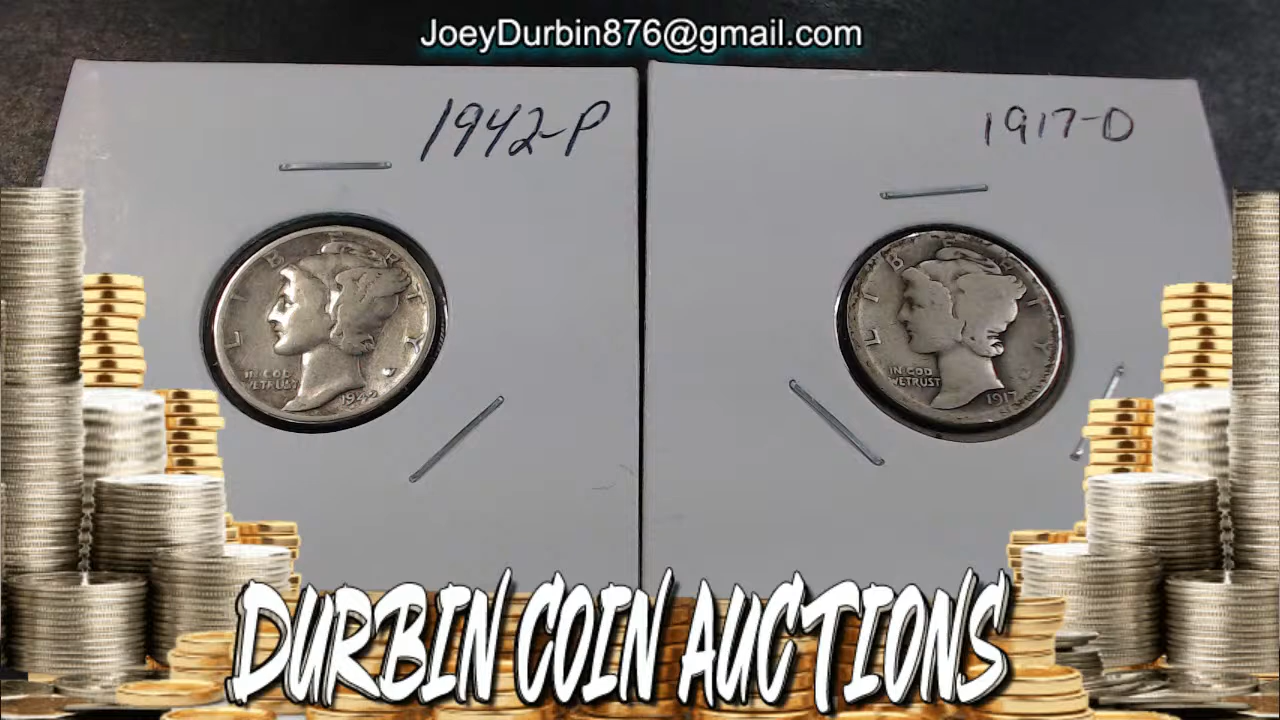 JoeyDurbin876@gmail.com
1942-P
1917-D
LIBERTY
IN GOD
WE TRUST
1942
LIBERTY
IN GOD
WE TRUST
1917
DURBIN COIN AUCTIONS